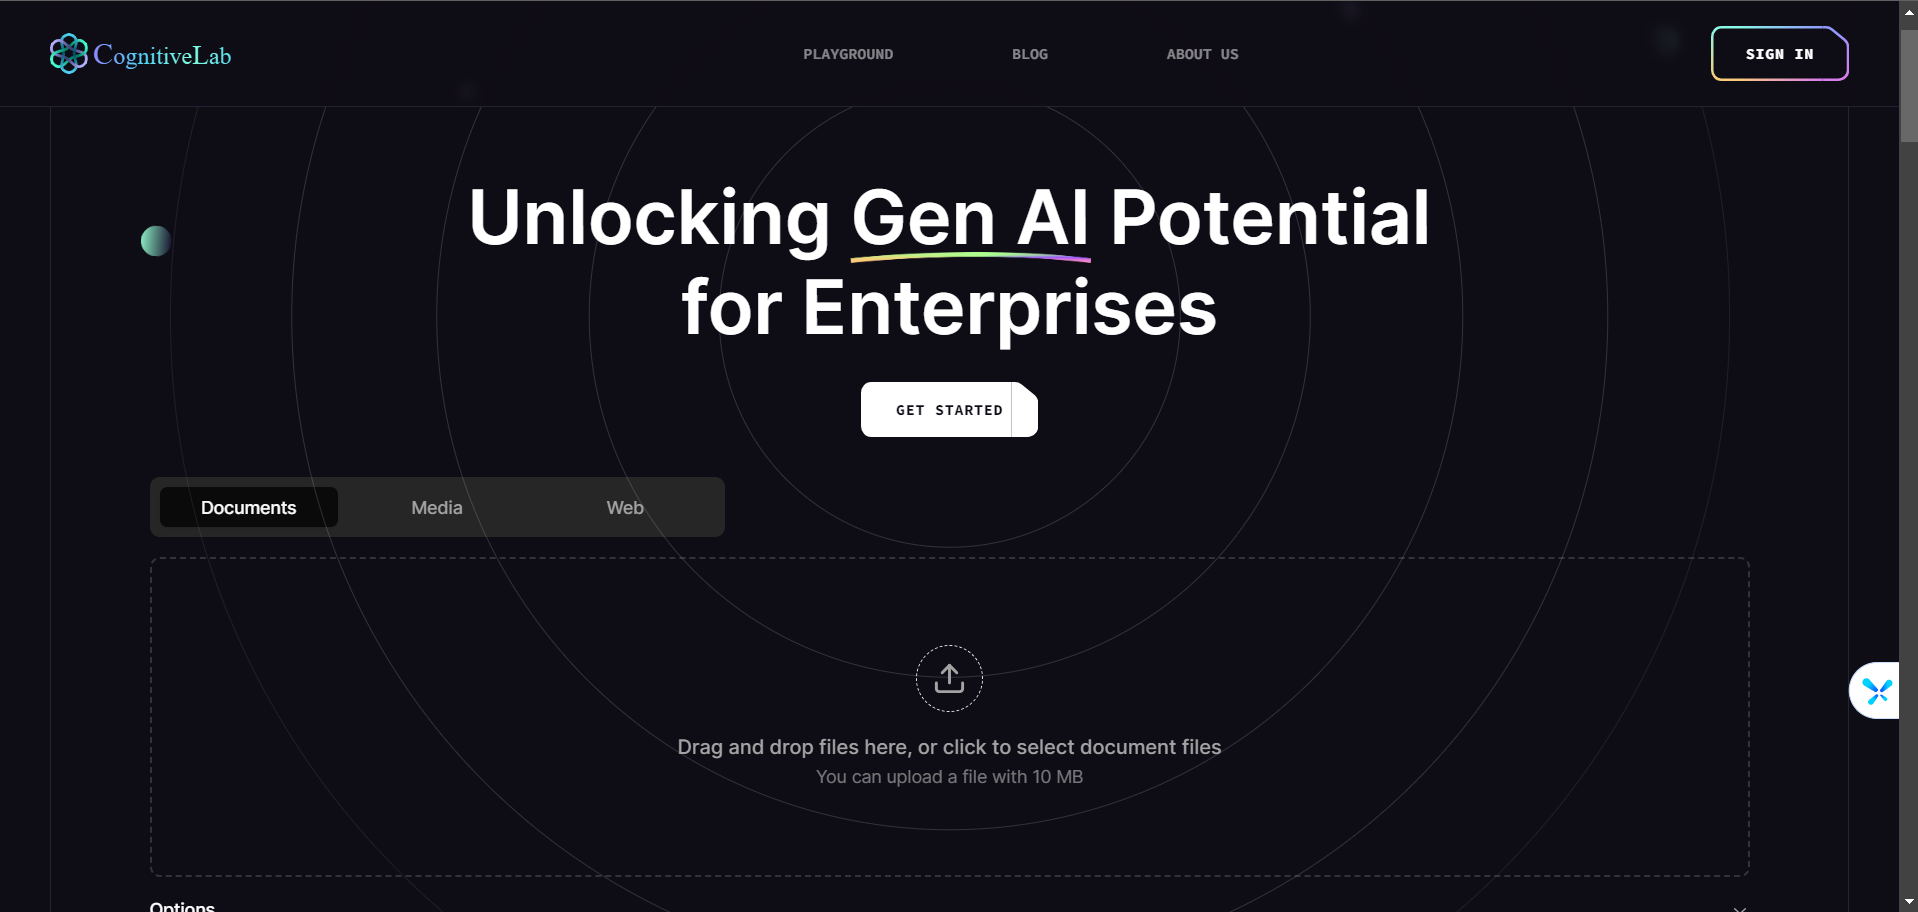 CognitiveLab
PLAYGROUND
BLOG
ABOUT US
SIGN IN
Unlocking Gen AI Potential
for Enterprises
GET STARTED
Documents
Media
Web
Drag and drop files here, or click to select document files
You can upload a file with 10 MB
Options